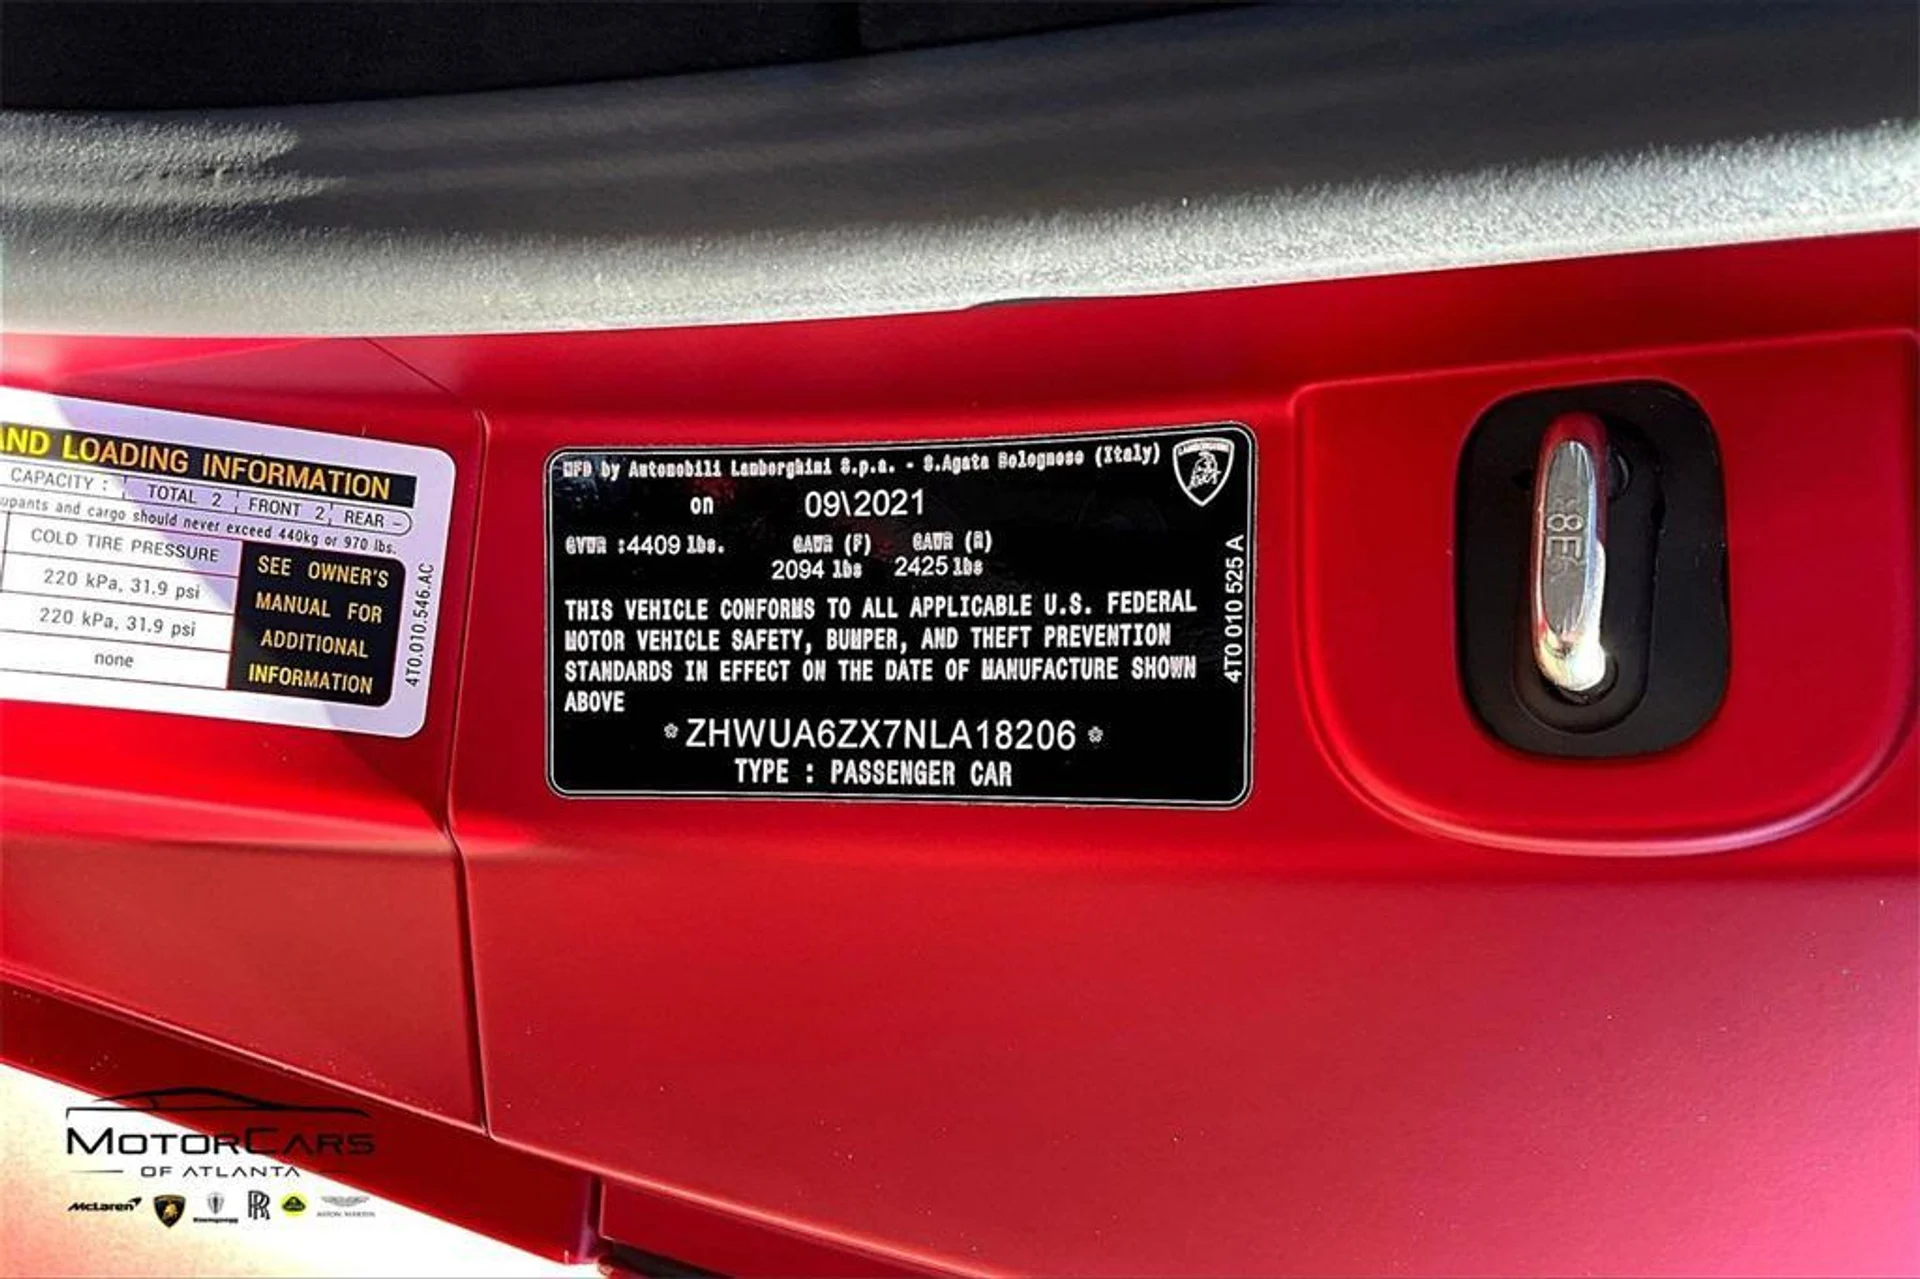 AND LOADING INFORMATION
CAPACITY : TOTAL 2 FRONT 2 REAR -
upants and cargo should never exceed 440kg or 970 lbs.
COLD TIRE PRESSURE
220 kPa, 31.9 psi
220 kPa, 31.9 psi
none
SEE OWNER'S
MANUAL FOR
ADDITIONAL
INFORMATION
4T0.010.546.AC
MFD by Automobili Lamborghini S.p.a. - S.Agata Bolognese (Italy)
on 09\2021
LAMBORGHINI
GVWR :4409 lbs. GAWR (F) GAWR (R)
2094 lbs 2425 lbs
THIS VEHICLE CONFORMS TO ALL APPLICABLE U.S. FEDERAL
MOTOR VEHICLE SAFETY, BUMPER, AND THEFT PREVENTION
STANDARDS IN EFFECT ON THE DATE OF MANUFACTURE SHOWN
ABOVE
*ZHWUA6ZX7NLA18206*
TYPE : PASSENGER CAR
4T0 010 525 A
MOTORCARS
OF ATLANTA
McLaren
Koenigsegg
RR
ASTON MARTIN